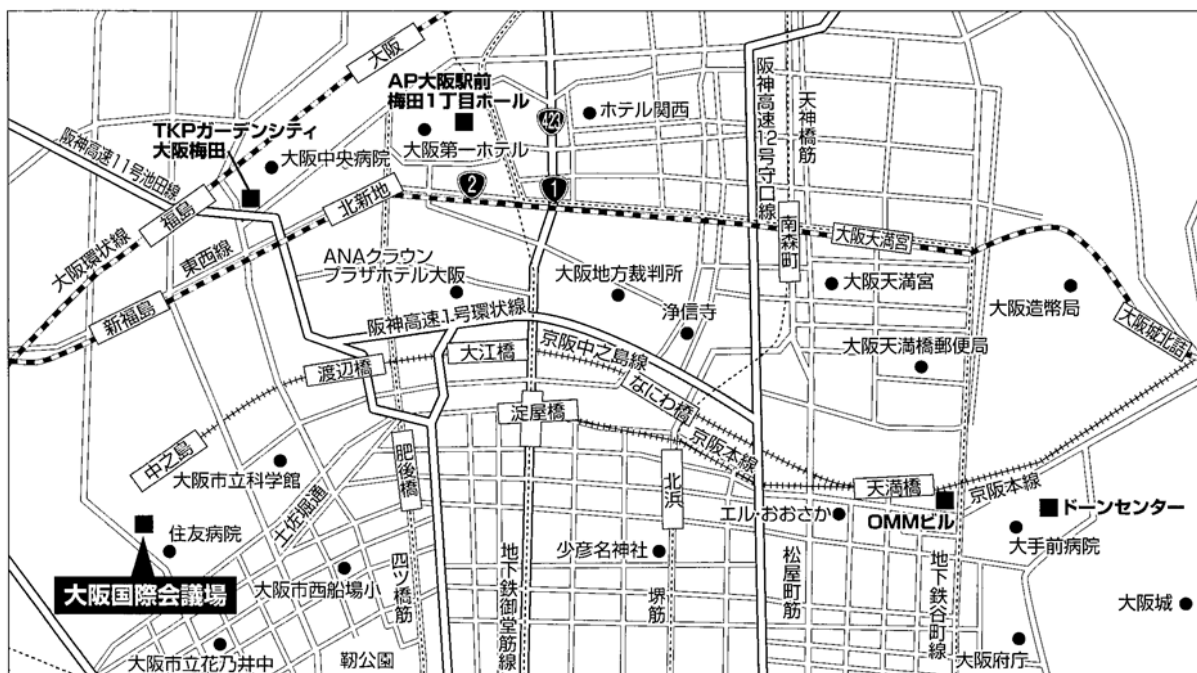 大阪
AP大阪駅前
梅田1丁目ホール
ホテル関西
423
阪神高速12号守口線
天神橋筋
TKPガーデンシティ
大阪梅田
大阪第一ホテル
大阪中央病院
阪神高速11号池田線
福島
北新地
2
1
大阪環状線
東西線
南森町
大阪天満宮
新福島
ANAクラウン
プラザホテル大阪
大阪地方裁判所
大阪天満宮
大阪造幣局
浄信寺
阪神高速1号環状線
大阪城北詰
大阪天満橋郵便局
渡辺橋
大江橋
京阪中之島線
なにわ橋
淀屋橋
京阪本線
中之島
大阪市立科学館
肥後橋
北浜
天満橋
京阪本線
土佐堀通
エル・おおさか
OMMビル
ドーンセンター
住友病院
大手前病院
大阪国際会議場
大阪市西船場小
四ツ橋筋
地下鉄御堂筋線
少彦名神社
堺筋
松屋町筋
地下鉄谷町線
大阪城
大阪市立花乃井中
靭公園
大阪府庁